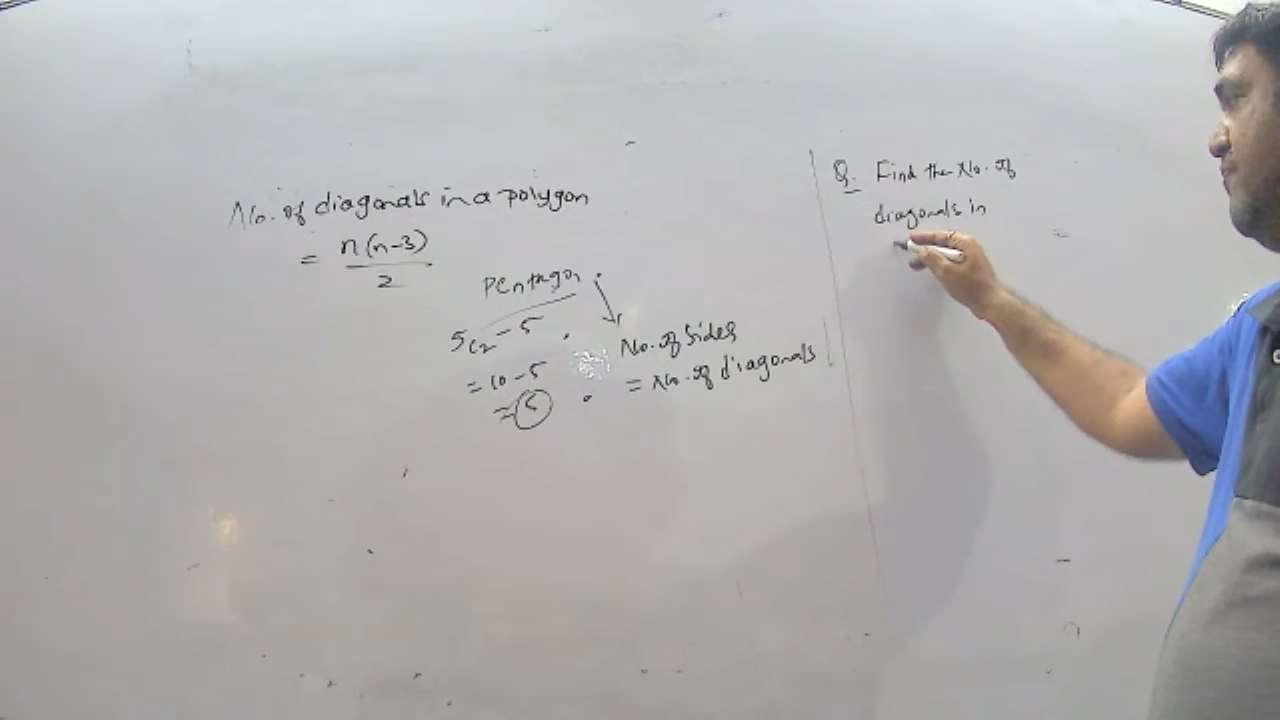 No. of diagonals in a polygon
= n(n-3)
2
Pentagon
5c2 - 5
= 10 - 5
= 5
No. of sides
= No. of diagonals
Q. Find the No. of
diagonals in